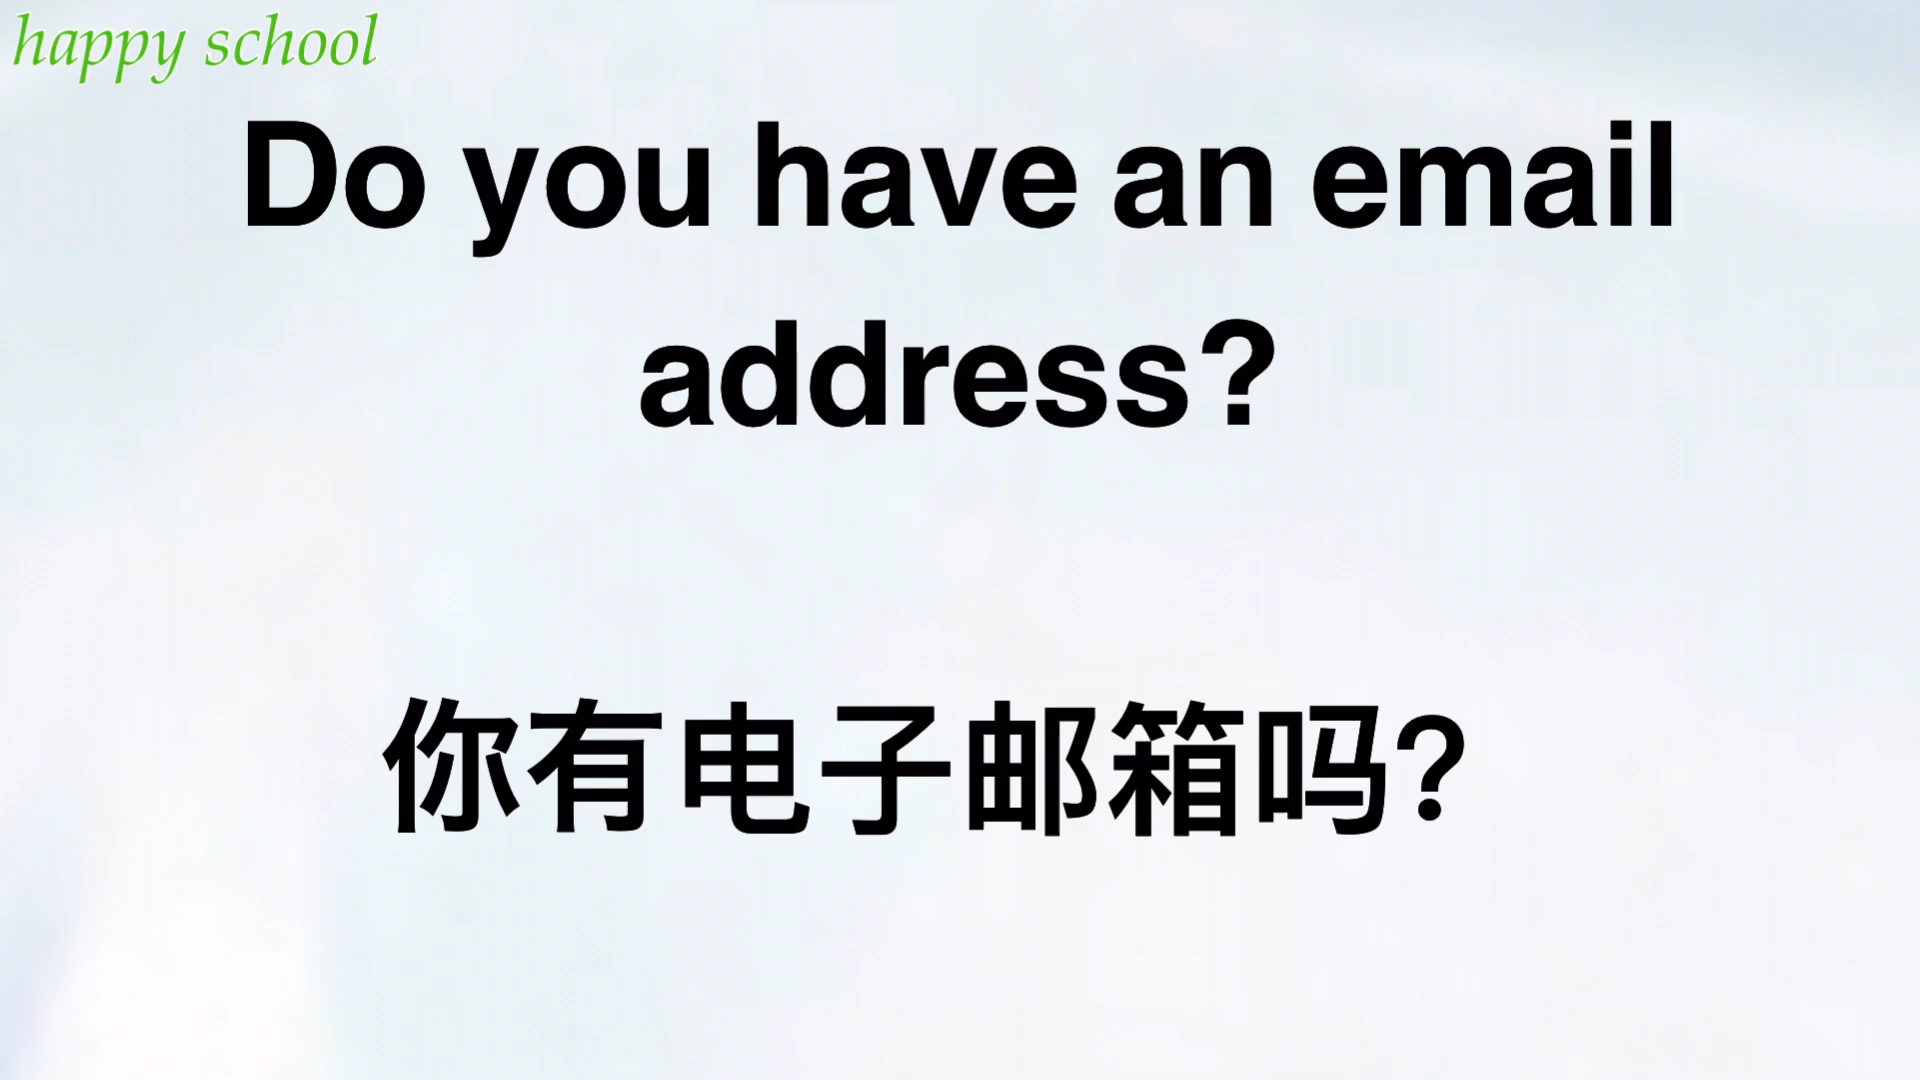 happy school
Do you have an email
address?
你有电子邮箱吗?